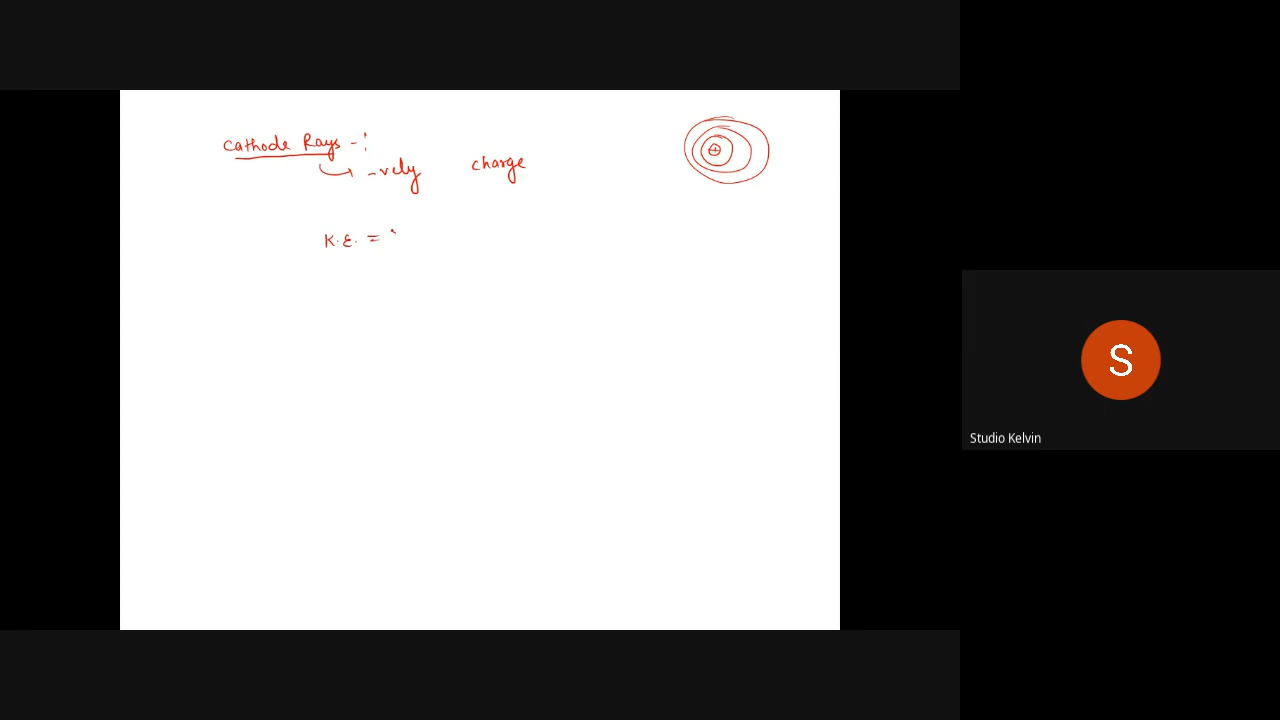 Cathode Rays -:
-vely charge
K.E. =
+
S
Studio Kelvin